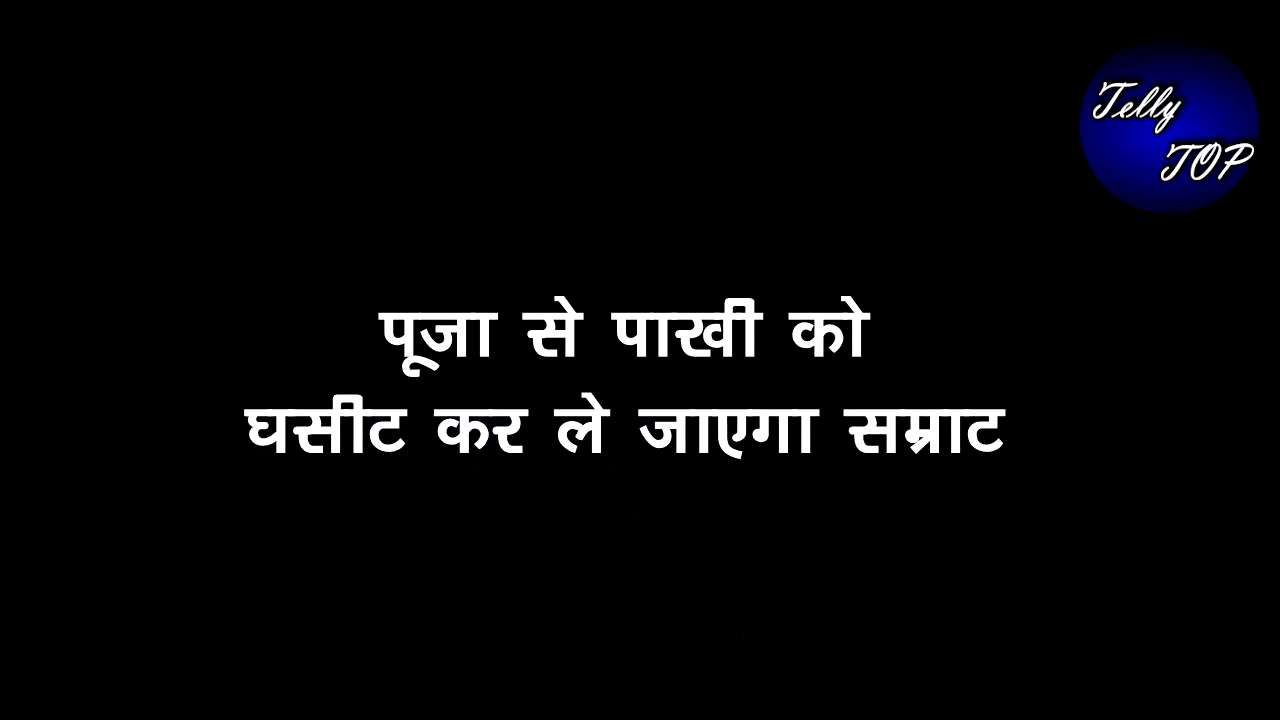 Telly
TOP
पूजा से पाखी को
घसीट कर ले जाएगा सम्राट